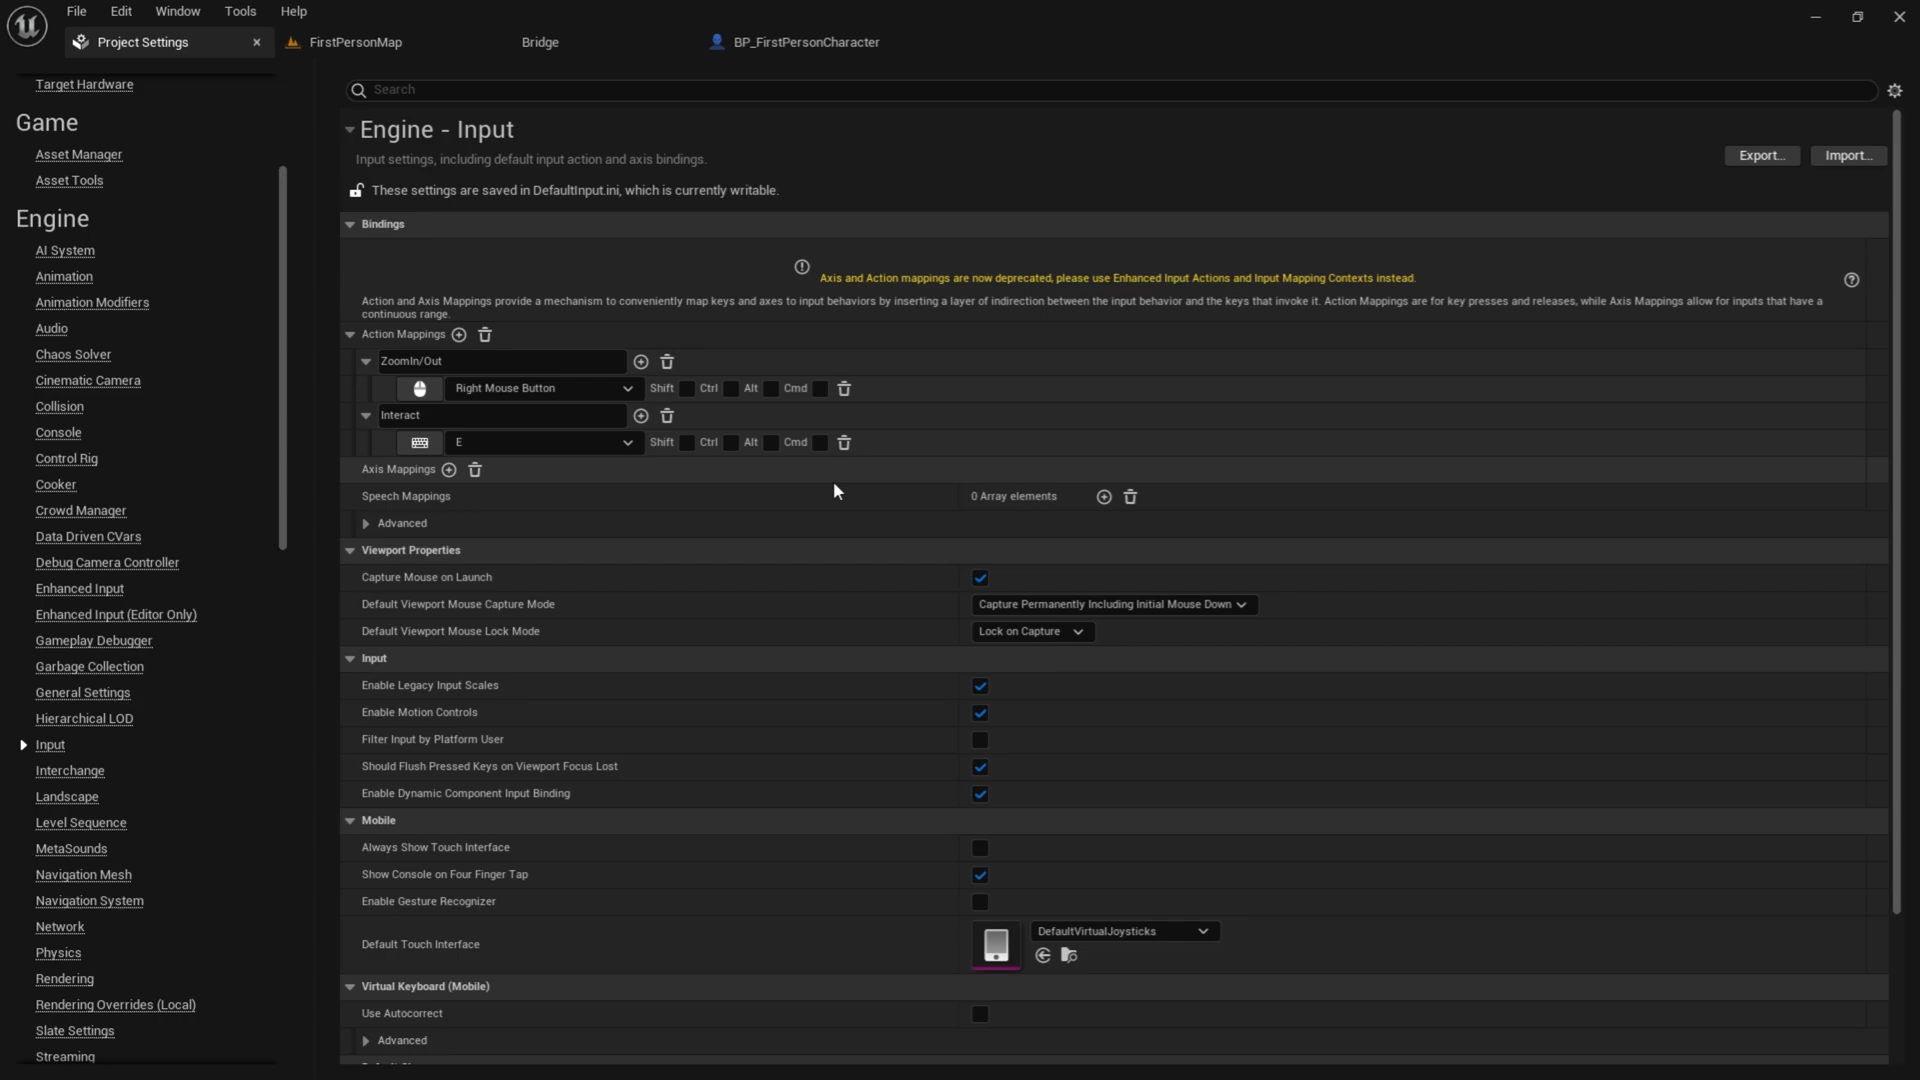 File Edit Window Tools Help
Project Settings FirstPersonMap Bridge BP_FirstPersonCharacter
Target Hardware
Game
Asset Manager
Asset Tools
Engine
AI System
Animation
Animation Modifiers
Audio
Chaos Solver
Cinematic Camera
Collision
Console
Control Rig
Cooker
Crowd Manager
Data Driven CVars
Debug Camera Controller
Enhanced Input
Enhanced Input (Editor Only)
Gameplay Debugger
Garbage Collection
General Settings
Hierarchical LOD
Input
Interchange
Landscape
Level Sequence
MetaSounds
Navigation Mesh
Navigation System
Network
Physics
Rendering
Rendering Overrides (Local)
Slate Settings
Streaming
Search
Engine - Input
Input settings, including default input action and axis bindings.
Export... Import...
These settings are saved in DefaultInput.ini, which is currently writable.
Bindings
Axis and Action mappings are now deprecated, please use Enhanced Input Actions and Input Mapping Contexts instead.
Action and Axis Mappings provide a mechanism to conveniently map keys and axes to input behaviors by inserting a layer of indirection between the input behavior and the keys that invoke it. Action Mappings are for key presses and releases, while Axis Mappings allow for inputs that have a
continuous range.
Action Mappings
ZoomIn/Out
Right Mouse Button Shift Ctrl Alt Cmd
Interact
E Shift Ctrl Alt Cmd
Axis Mappings
Speech Mappings 0 Array elements
Advanced
Viewport Properties
Capture Mouse on Launch
Default Viewport Mouse Capture Mode Capture Permanently Including Initial Mouse Down
Default Viewport Mouse Lock Mode Lock on Capture
Input
Enable Legacy Input Scales
Enable Motion Controls
Filter Input by Platform User
Should Flush Pressed Keys on Viewport Focus Lost
Enable Dynamic Component Input Binding
Mobile
Always Show Touch Interface
Show Console on Four Finger Tap
Enable Gesture Recognizer
Default Touch Interface DefaultVirtualJoysticks
Virtual Keyboard (Mobile)
Use Autocorrect
Advanced